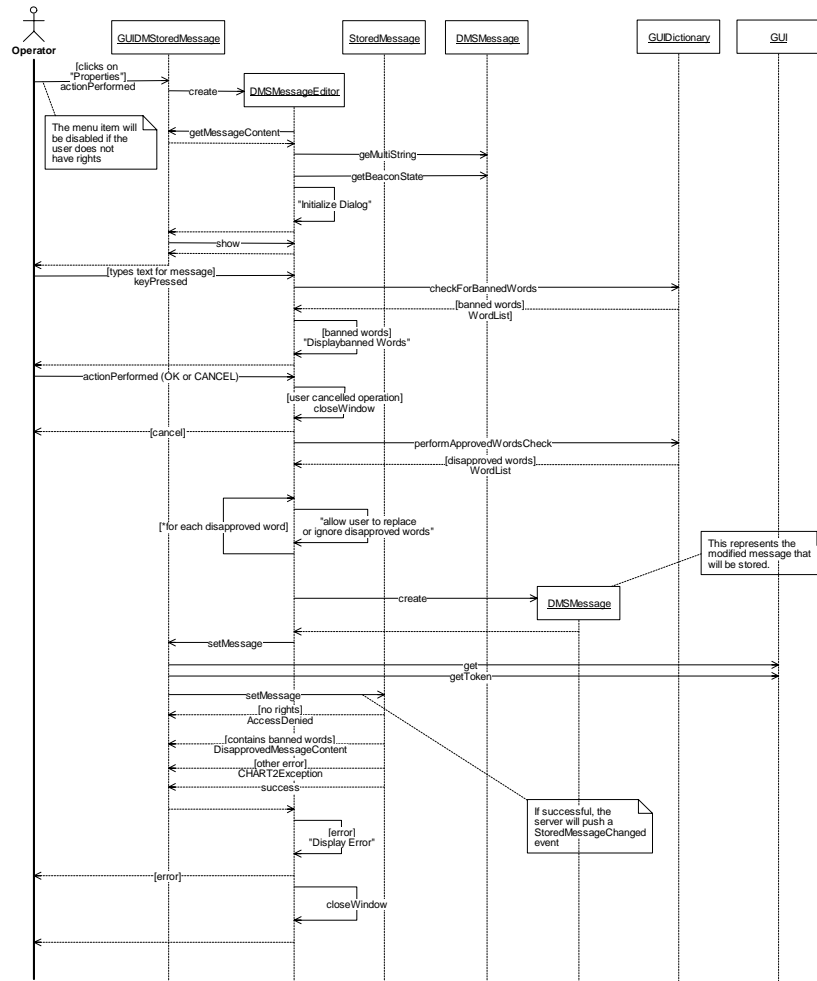 Operator
GUIDMStoredMessage
StoredMessage
DMSMessage
GUIDictionary
GUI
[clicks on
"Properties"]
actionPerformed
create
DMSMessageEditor
The menu item will
be disabled if the
user does not
have rights
getMessageContent
geMultiString
getBeaconState
"Initialize Dialog"
show
[types text for message]
keyPressed
checkForBannedWords
[banned words]
WordList]
[banned words]
"Displaybanned Words"
actionPerformed (OK or CANCEL)
[user cancelled operation]
closeWindow
[cancel]
performApprovedWordsCheck
[disapproved words]
WordList
[*for each disapproved word]
"allow user to replace
or ignore disapproved words"
This represents the
modified message that
will be stored.
create
DMSMessage
setMessage
get
getToken
setMessage
[no rights]
AccessDenied
[contains banned words]
DisapprovedMessageContent
[other error]
CHART2Exception
success
If successful, the
server will push a
StoredMessageChanged
event
[error]
"Display Error"
[error]
closeWindow